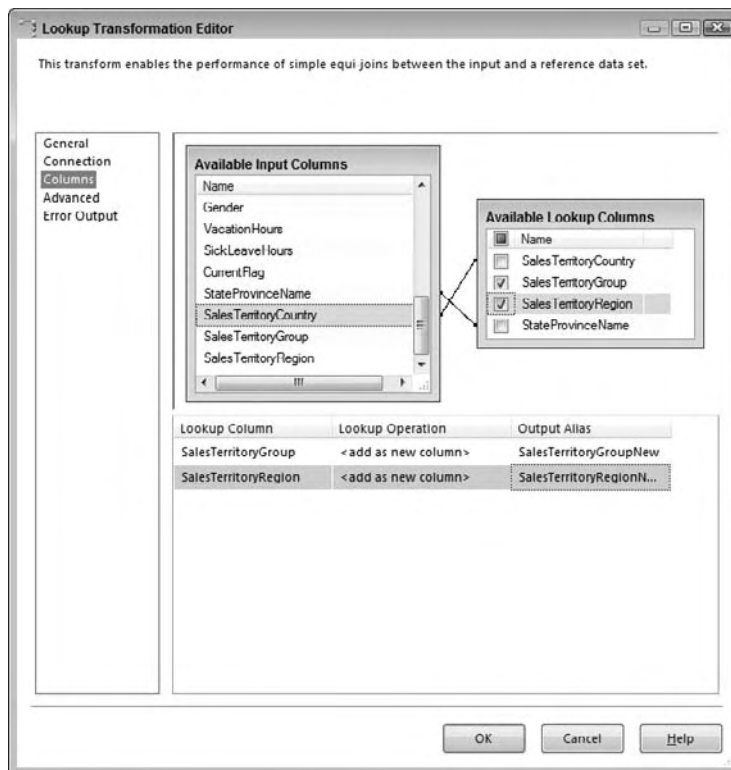 Lookup Transformation Editor
This transform enables the performance of simple equi joins between the input and a reference data set.
General
Connection
Columns
Advanced
Error Output
Available Input Columns
Name
Gender
VacationHours
SickLeaveHours
CurrentFlag
StateProvinceName
SalesTerritoryCountry
SalesTerritoryGroup
SalesTerritoryRegion
Available Lookup Columns
Name
SalesTerritoryCountry
SalesTerritoryGroup
SalesTerritoryRegion
StateProvinceName
Lookup Column Lookup Operation Output Alias
SalesTerritoryGroup <add as new column> SalesTerritoryGroupNew
SalesTerritoryRegion <add as new column> SalesTerritoryRegionN...
OK Cancel Help